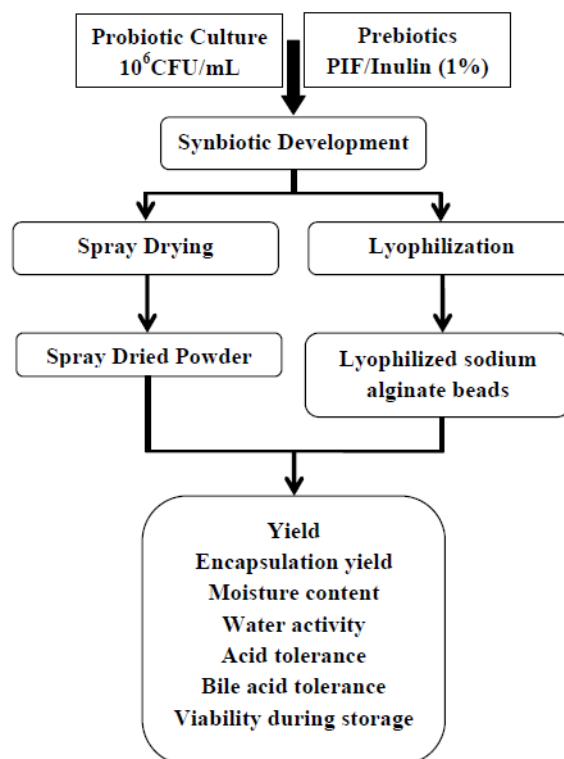 Probiotic Culture
10⁶CFU/mL
Prebiotics
PIF/Inulin (1%)
Synbiotic Development
Spray Drying
Lyophilization
Spray Dried Powder
Lyophilized sodium
alginate beads
Yield
Encapsulation yield
Moisture content
Water activity
Acid tolerance
Bile acid tolerance
Viability during storage